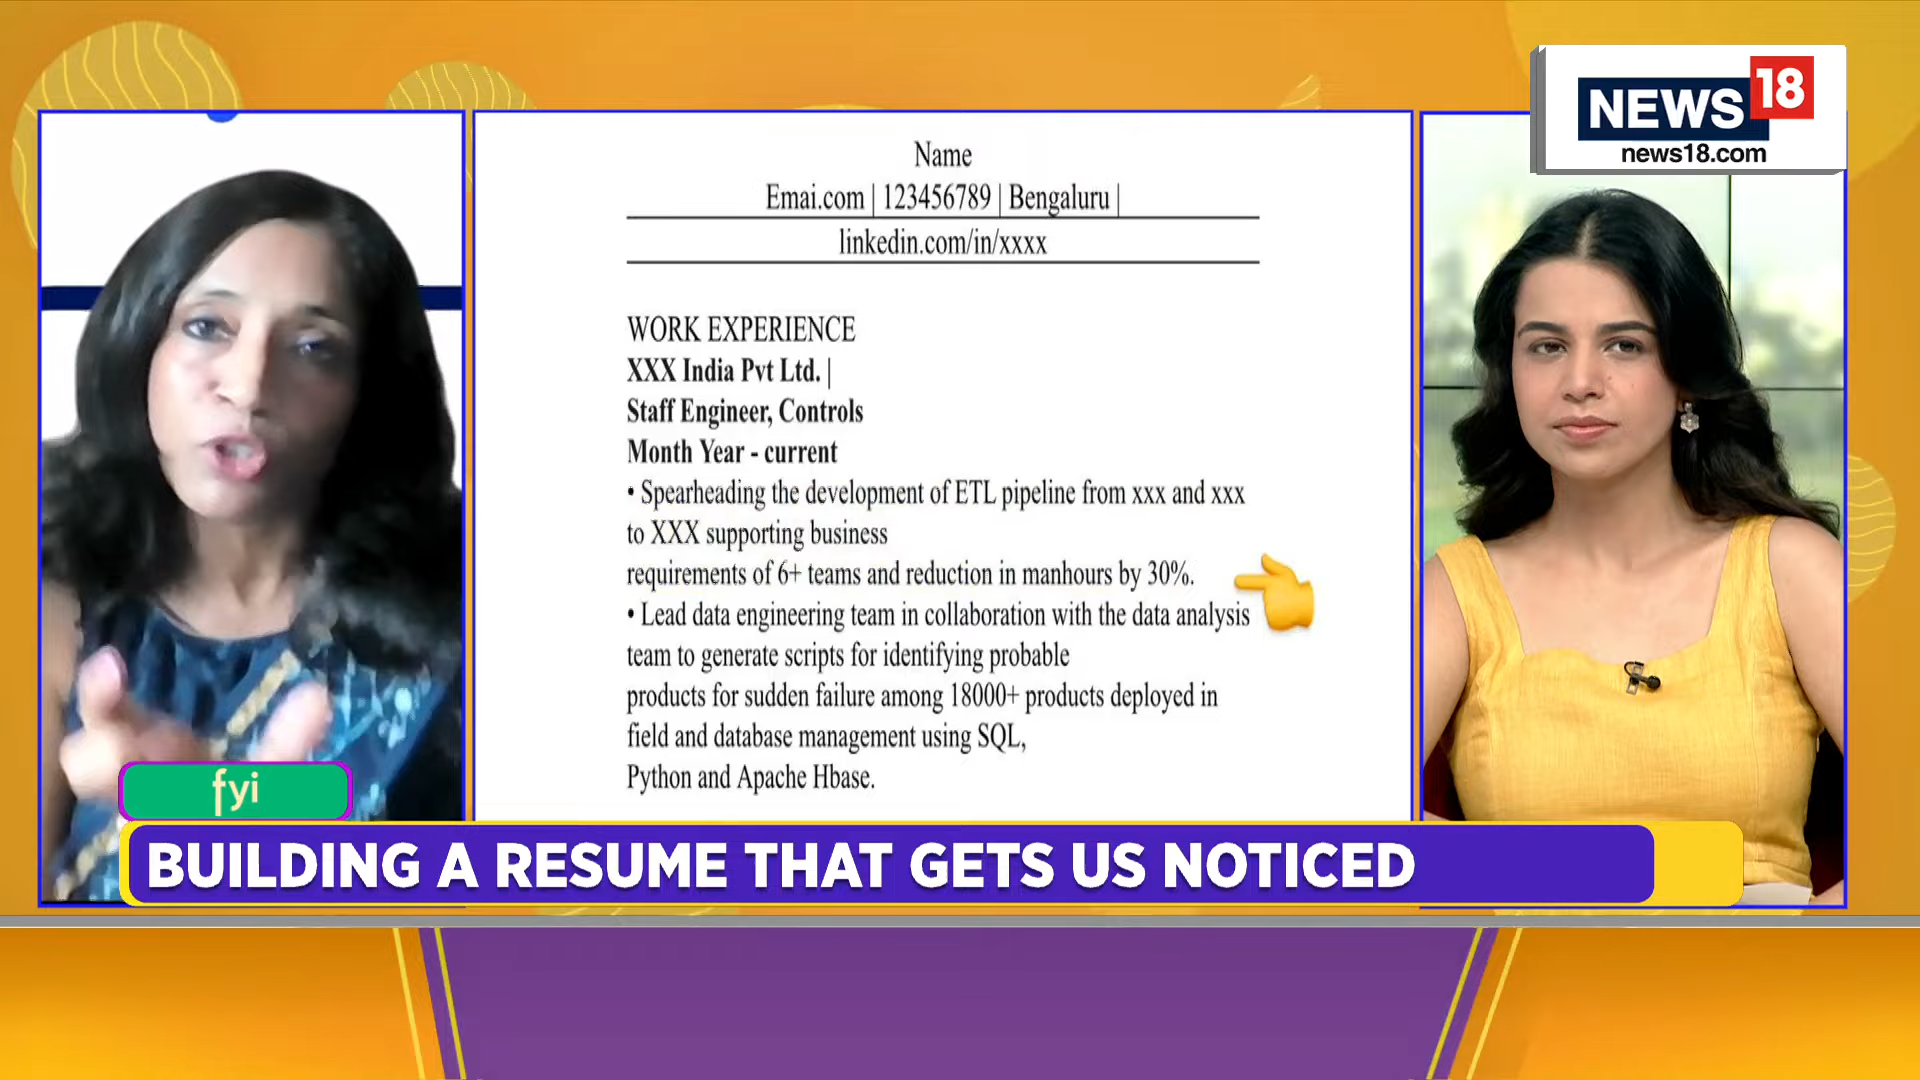 NEWS18
news18.com
Name
Emai.com | 123456789 | Bengaluru |
linkedin.com/in/xxxx
WORK EXPERIENCE
XXX India Pvt Ltd. |
Staff Engineer, Controls
Month Year - current
• Spearheading the development of ETL pipeline from xxx and xxx
to XXX supporting business
requirements of 6+ teams and reduction in manhours by 30%.
• Lead data engineering team in collaboration with the data analysis
team to generate scripts for identifying probable
products for sudden failure among 18000+ products deployed in
field and database management using SQL,
Python and Apache Hbase.
fyi
BUILDING A RESUME THAT GETS US NOTICED